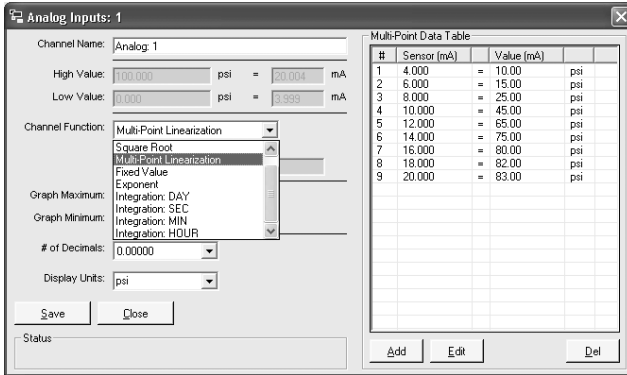 Analog Inputs: 1
Channel Name: Analog: 1
High Value: 100.000 psi = 20.004 mA
Low Value: 0.000 psi = 3.999 mA
Channel Function: Multi-Point Linearization
Square Root
Multi-Point Linearization
Fixed Value
Exponent
Integration: DAY
Integration: SEC
Integration: MIN
Integration: HOUR
Graph Maximum:
Graph Minimum:
# of Decimals: 0.00000
Display Units: psi
Save Close
Status
Multi-Point Data Table
# Sensor (mA) Value (mA)
1 4.000 = 10.00 psi
2 6.000 = 15.00 psi
3 8.000 = 25.00 psi
4 10.000 = 45.00 psi
5 12.000 = 65.00 psi
6 14.000 = 75.00 psi
7 16.000 = 80.00 psi
8 18.000 = 82.00 psi
9 20.000 = 83.00 psi
Add Edit Del